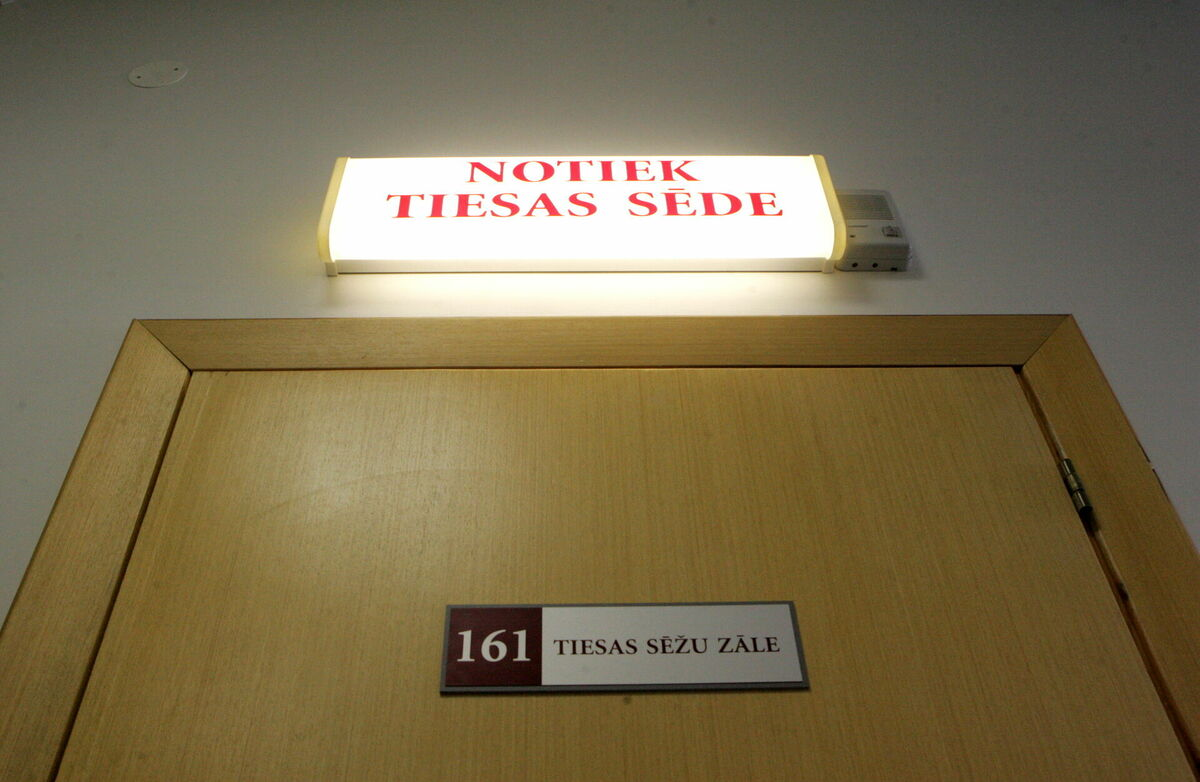 NOTIEK
TIESAS SĒDE
161 TIESAS SĒŽU ZĀLE